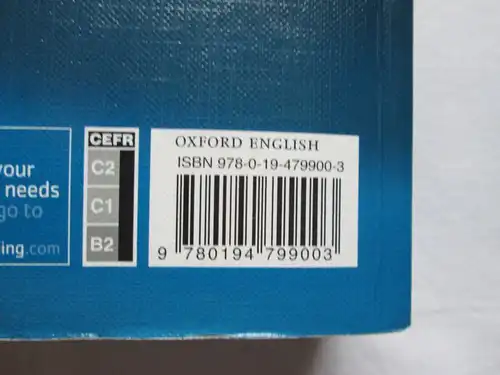 your
needs
go to
ing.com
CEFR
C2
C1
B2
OXFORD ENGLISH
ISBN 978-0-19-479900-3
9 780194 799003